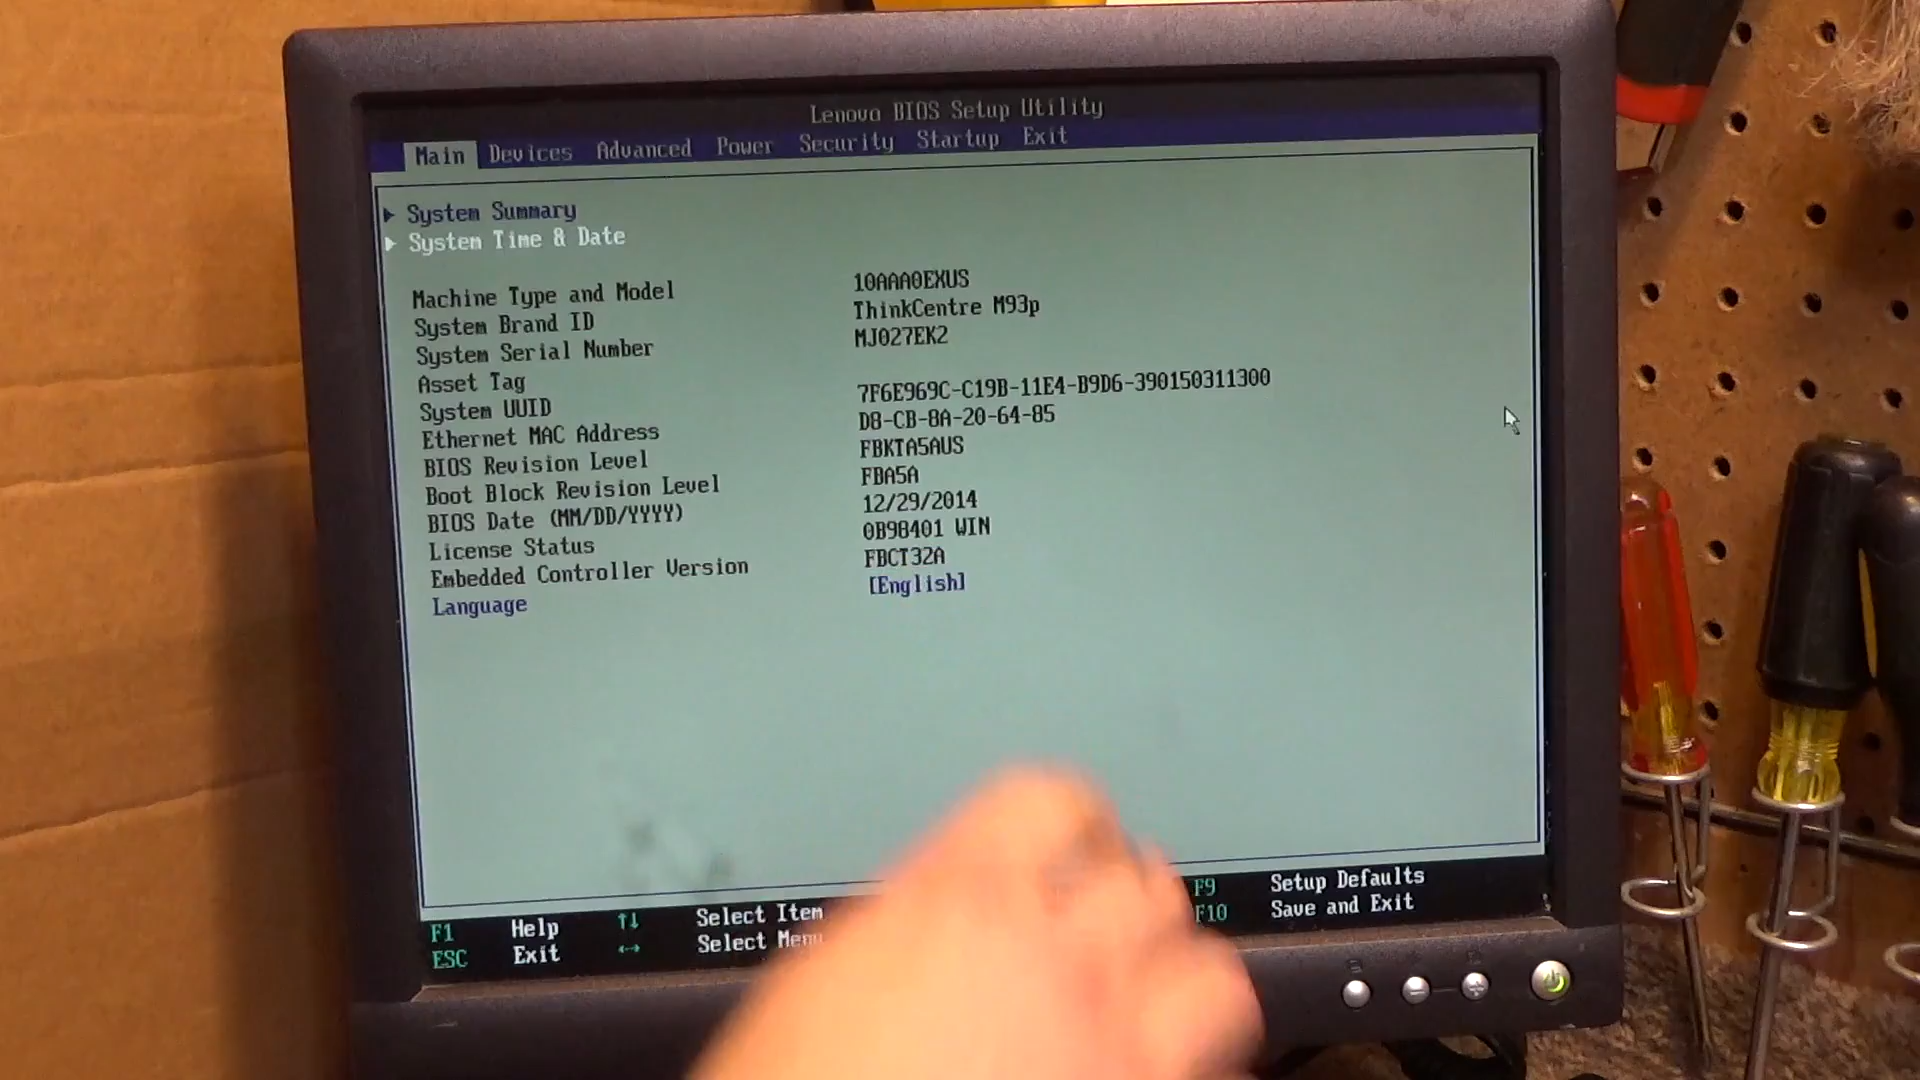 Lenovo BIOS Setup Utility
Main Devices Advanced Power Security Startup Exit
System Summary
System Time & Date
Machine Type and Model 10AAA0EXUS
System Brand ID ThinkCentre M93p
System Serial Number MJ027EK2
Asset Tag
System UUID 7F6E969C-C19B-11E4-B9D6-390150311300
Ethernet MAC Address D8-CB-8A-20-64-85
BIOS Revision Level FBKTA5AUS
Boot Block Revision Level FBA5A
BIOS Date (MM/DD/YYYY) 12/29/2014
License Status 0B98401 WIN
Embedded Controller Version FBCT32A
Language [English]
F1 Help ↑↓ Select Item F9 Setup Defaults
ESC Exit ↔ Select Menu F10 Save and Exit